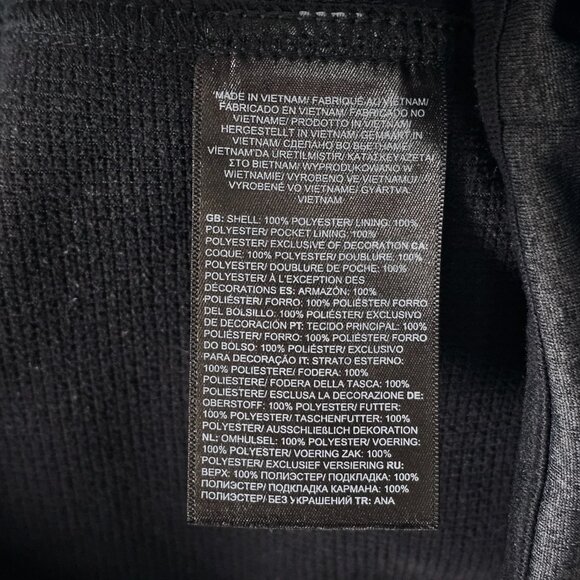 MADE IN VIETNAM/ FABRIQUÉ AU VIETNAM/
FABRICADO EN VIETNAM/ FABRICADO NO
VIETNAME/ PRODOTTO IN VIETNAM/
HERGESTELLT IN VIETNAM/ GEMAAKT IN
VIETNAM/ СДЕЛАНО ВО ВЬЕТНАМЕ/
VIETNAM'DA ÜRETİLMİŞTİR/ ΚΑΤΑΣΚΕΥΑΖΕΤΑΙ
ΣΤΟ ΒΙΕΤΝΑΜ/ WYPRODUKOWANO W
WIETNAMIE/ VYROBENO VE VIETNAMU/
VYROBENÉ VO VIETNAME/ GYÁRTVA
VIETNAM
GB: SHELL: 100% POLYESTER/ LINING: 100%
POLYESTER/ POCKET LINING: 100%
POLYESTER/ EXCLUSIVE OF DECORATION CA:
COQUE: 100% POLYESTER/ DOUBLURE: 100%
POLYESTER/ DOUBLURE DE POCHE: 100%
POLYESTER/ À L'EXCEPTION DES
DÉCORATIONS ES: ARMAZÓN: 100%
POLIÉSTER/ FORRO: 100% POLIÉSTER/ FORRO
DEL BOLSILLO: 100% POLIÉSTER/ EXCLUSIVO
DE DECORACIÓN PT: TECIDO PRINCIPAL: 100%
POLIÉSTER/ FORRO: 100% POLIÉSTER/ FORRO
DO BOLSO: 100% POLIÉSTER/ EXCLUSIVO
PARA DECORAÇÃO IT: STRATO ESTERNO:
100% POLIESTERE/ FODERA: 100%
POLIESTERE/ FODERA DELLA TASCA: 100%
POLIESTERE/ ESCLUSA LA DECORAZIONE DE:
OBERSTOFF: 100% POLYESTER/ FUTTER:
100% POLYESTER/ TASCHENFUTTER: 100%
POLYESTER/ AUSSCHLIEBLICH DEKORATION
NL: OMHULSEL: 100% POLYESTER/ VOERING:
100% POLYESTER/ VOERING ZAK: 100%
POLYESTER/ EXCLUSIEF VERSIERING RU:
ВЕРХ: 100% ПОЛИЭСТЕР/ ПОДКЛАДКА: 100%
ПОЛИЭСТЕР/ ПОДКЛАДКА КАРМАНА: 100%
ПОЛИЭСТЕР/ БЕЗ УКРАШЕНИЙ TR: ANA